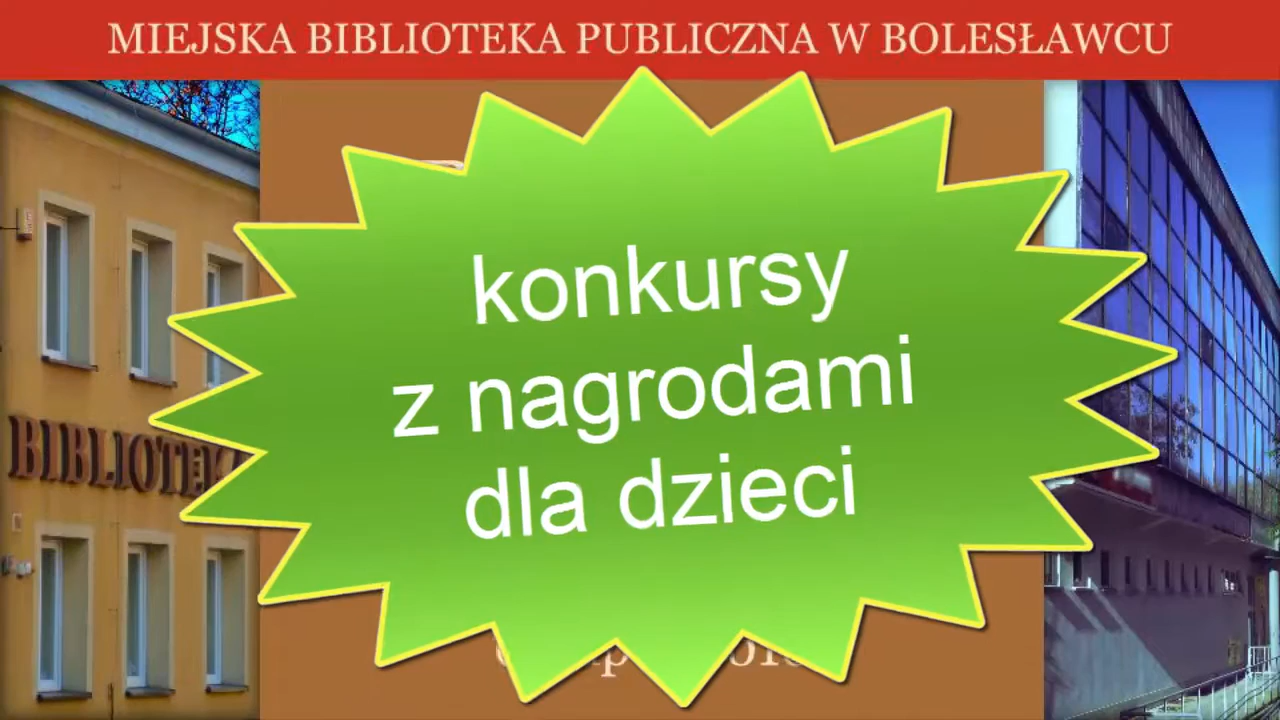 MIEJSKA BIBLIOTEKA PUBLICZNA W BOLESŁAWCU
konkursy
z nagrodami
dla dzieci
BIBLIOTEKA